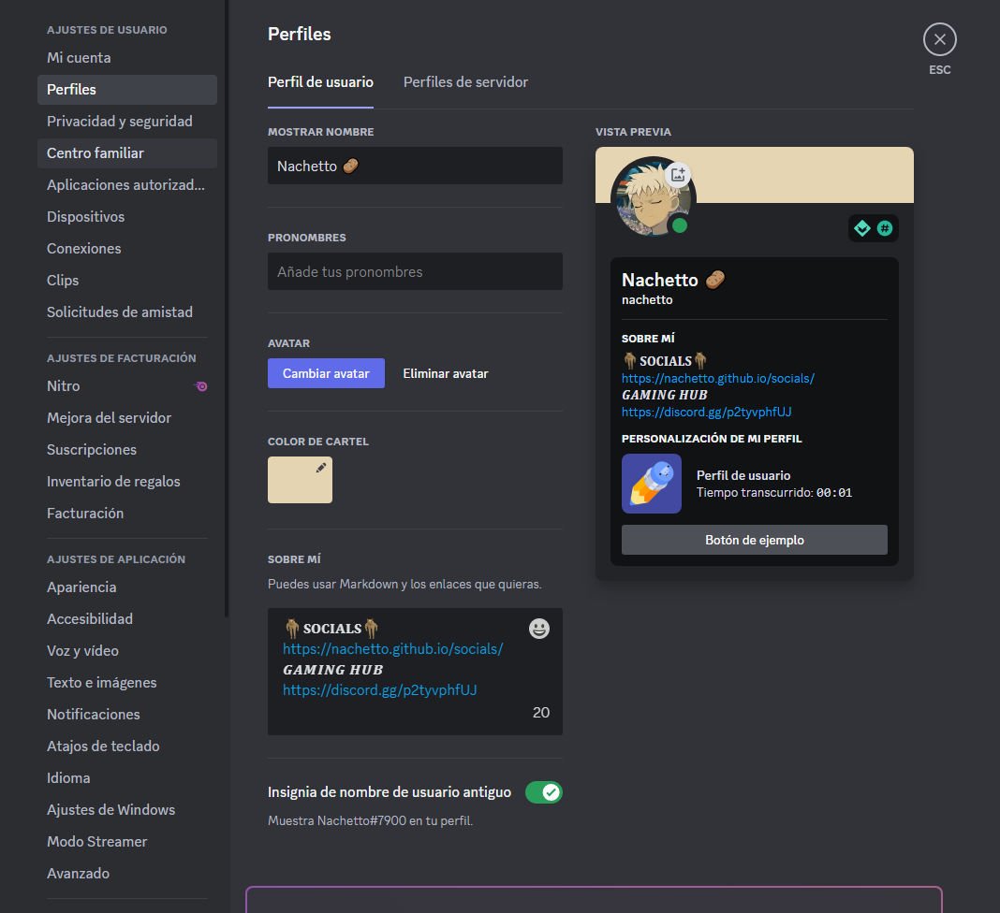 AJUSTES DE USUARIO
Mi cuenta
Perfiles
Privacidad y seguridad
Centro familiar
Aplicaciones autorizad...
Dispositivos
Conexiones
Clips
Solicitudes de amistad
AJUSTES DE FACTURACIÓN
Nitro
Mejora del servidor
Suscripciones
Inventario de regalos
Facturación
AJUSTES DE APLICACIÓN
Apariencia
Accesibilidad
Voz y vídeo
Texto e imágenes
Notificaciones
Atajos de teclado
Idioma
Ajustes de Windows
Modo Streamer
Avanzado
Perfiles
ESC
Perfil de usuario
Perfiles de servidor
MOSTRAR NOMBRE
Nachetto 🥔
PRONOMBRES
Añade tus pronombres
AVATAR
Cambiar avatar
Eliminar avatar
COLOR DE CARTEL
SOBRE MÍ
Puedes usar Markdown y los enlaces que quieras.
SOCIALS
https://nachetto.github.io/socials/
GAMING HUB
https://discord.gg/p2tyvphfUJ
20
Insignia de nombre de usuario antiguo
Muestra Nachetto#7900 en tu perfil.
VISTA PREVIA
#
Nachetto 🥔
nachetto
SOBRE MÍ
SOCIALS
https://nachetto.github.io/socials/
GAMING HUB
https://discord.gg/p2tyvphfUJ
PERSONALIZACIÓN DE MI PERFIL
Perfil de usuario
Tiempo transcurrido: 00:01
Botón de ejemplo